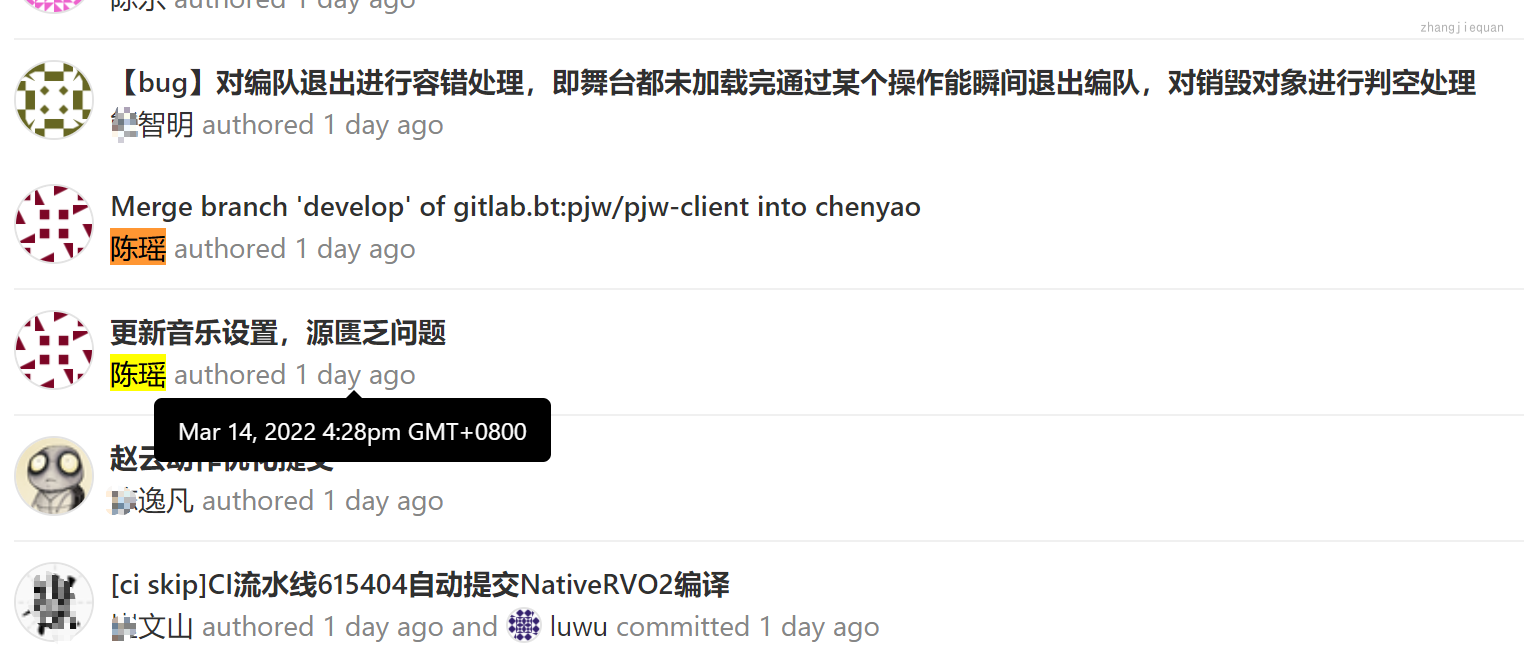 authored 1 day ago
zhangjiequan
【bug】对编队退出进行容错处理，即舞台都未加载完通过某个操作能瞬间退出编队，对销毁对象进行判空处理
智明 authored 1 day ago
Merge branch 'develop' of gitlab.bt:pjw/pjw-client into chenyao
陈瑶 authored 1 day ago
更新音乐设置，源匮乏问题
陈瑶 authored 1 day ago
Mar 14, 2022 4:28pm GMT+0800
赵云动作优化提交
逸凡 authored 1 day ago
[ci skip]CI流水线615404自动提交NativeRVO2编译
文山 authored 1 day ago and luwu committed 1 day ago